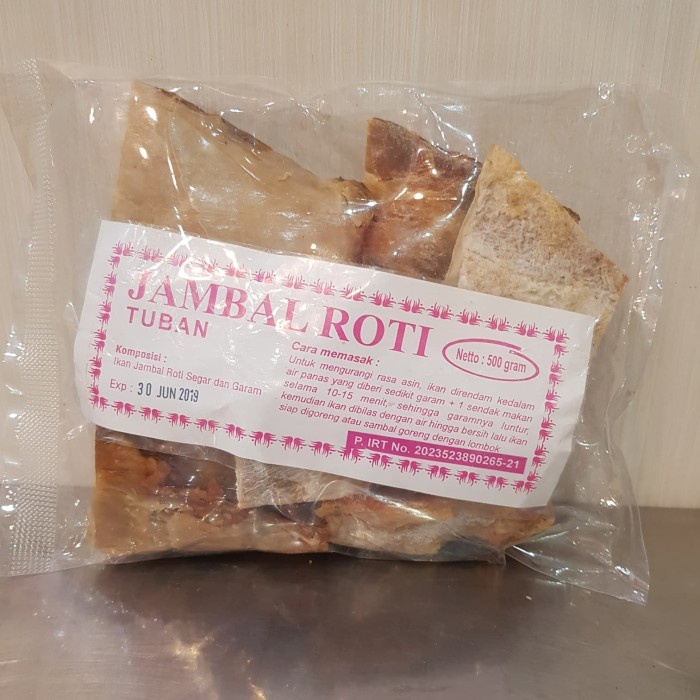 JAMBAL ROTI
TUBAN
Netto : 500 gram
Komposisi :
Ikan Jambal Roti Segar dan Garam
Exp : 30 JUN 2019
Cara memasak :
Untuk mengurangi rasa asin, ikan direndam kedalam
air panas yang diberi sedikit garam + 1 sendak makan
selama 10-15 menit, sehingga garamnya luntur,
kemudian ikan dibilas dengan air hingga bersih lalu ikan
siap digoreng atau sambal goreng dengan lombok
P. IRT No. 2023523890265-21